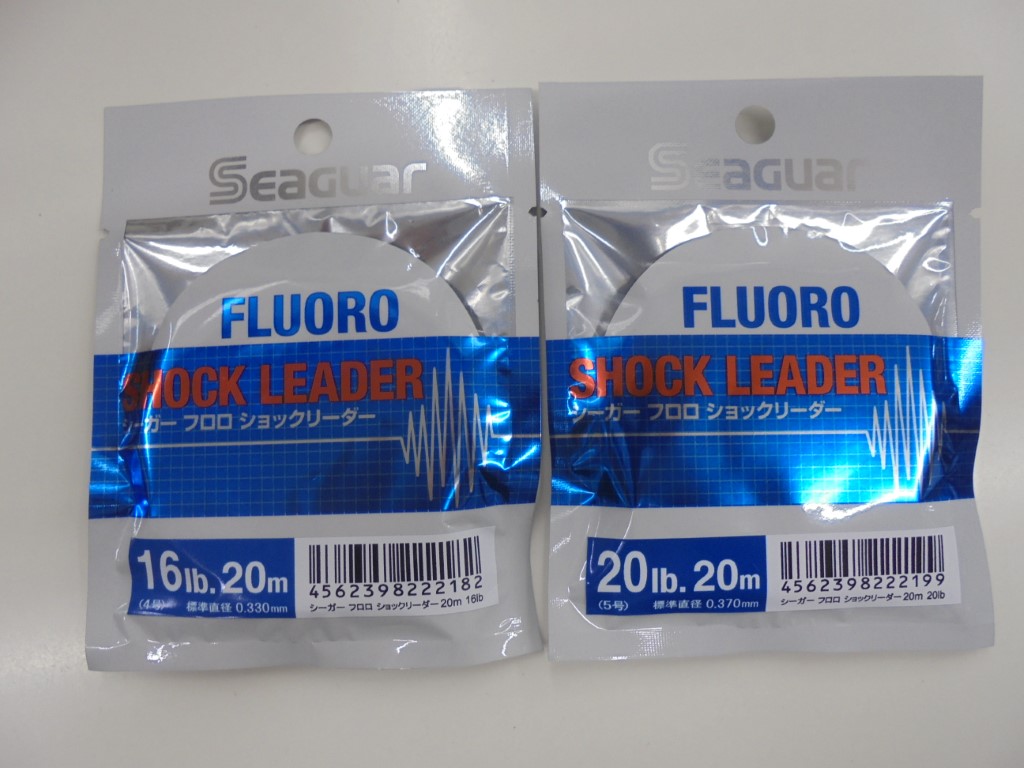 Seaguar
FLUORO
SHOCK LEADER
シーガー フロロ ショックリーダー
16lb. 20m
(4号) 標準直径 0.330mm
4562398222182
シーガー フロロ ショックリーダー 20m 16lb
Seaguar
FLUORO
SHOCK LEADER
シーガー フロロ ショックリーダー
20lb. 20m
(5号) 標準直径 0.370mm
4562398222199
シーガー フロロ ショックリーダー 20m 20lb